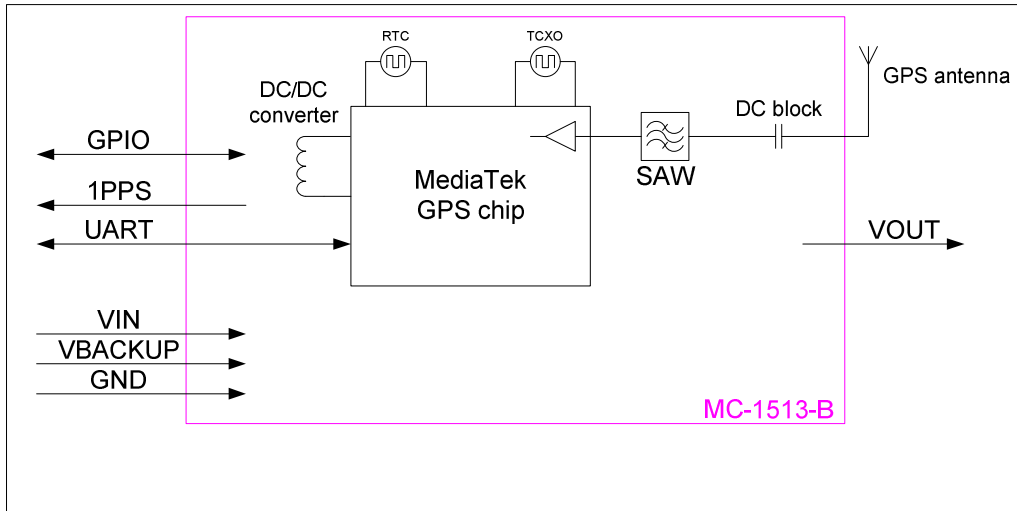 RTC
TCXO
GPS antenna
DC/DC
converter
DC block
GPIO
SAW
MediaTek
GPS chip
1PPS
UART
VOUT
VIN
VBACKUP
GND
MC-1513-B